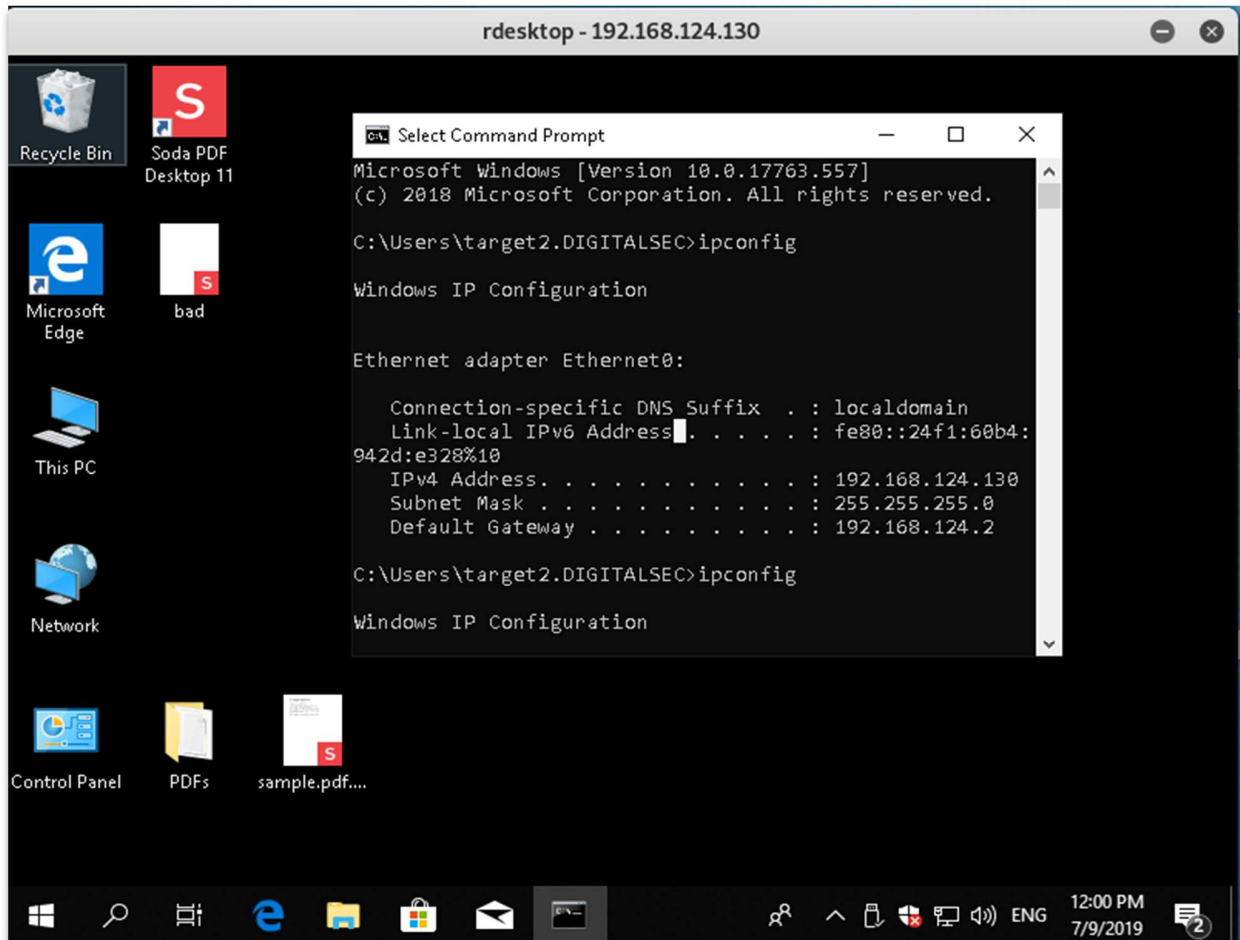 rdesktop - 192.168.124.130
Recycle Bin
S
Soda PDF
Desktop 11
Microsoft
Edge
S
bad
This PC
Network
Control Panel
PDFs
S
sample.pdf....
C:\. Select Command Prompt
Microsoft Windows [Version 10.0.17763.557]
(c) 2018 Microsoft Corporation. All rights reserved.
C:\Users\target2.DIGITALSEC>ipconfig
Windows IP Configuration
Ethernet adapter Ethernet0:
Connection-specific DNS Suffix . : localdomain
Link-local IPv6 Address . . . . . : fe80::24f1:60b4:
942d:e328%10
IPv4 Address. . . . . . . . . . . : 192.168.124.130
Subnet Mask . . . . . . . . . . . : 255.255.255.0
Default Gateway . . . . . . . . . : 192.168.124.2
C:\Users\target2.DIGITALSEC>ipconfig
Windows IP Configuration
ENG
12:00 PM
7/9/2019
2